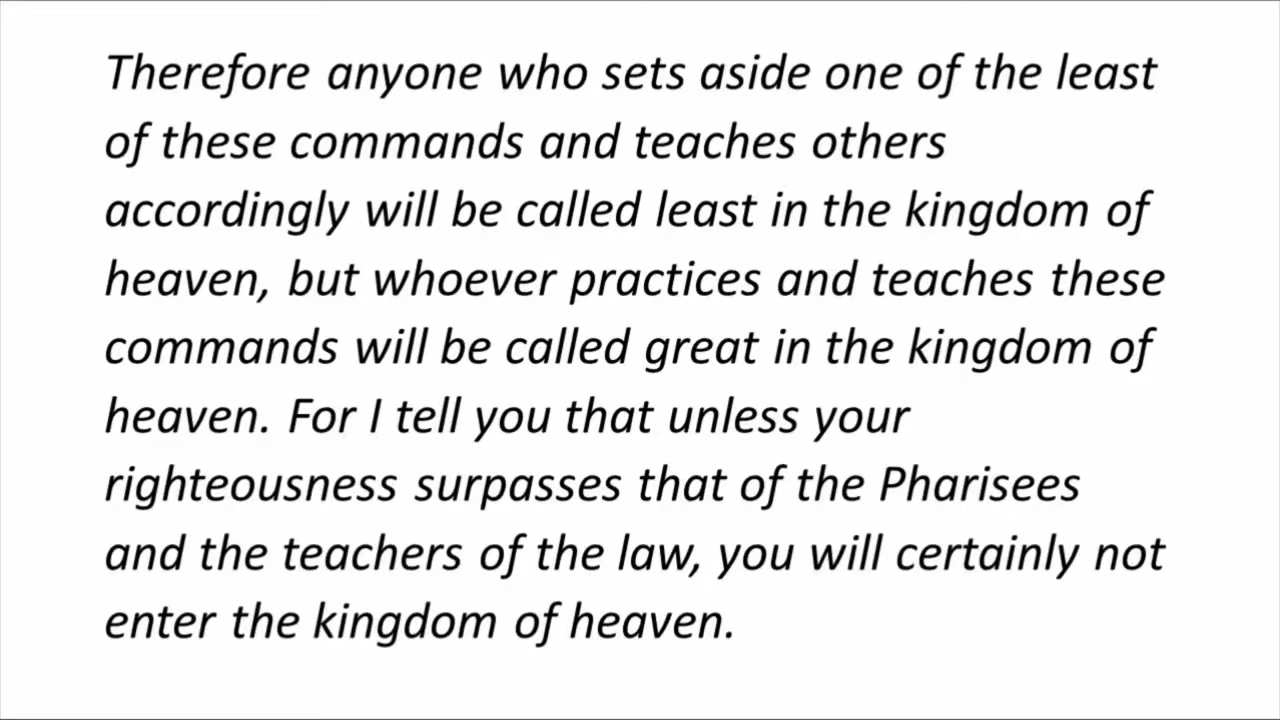 Therefore anyone who sets aside one of the least
of these commands and teaches others
accordingly will be called least in the kingdom of
heaven, but whoever practices and teaches these
commands will be called great in the kingdom of
heaven. For I tell you that unless your
righteousness surpasses that of the Pharisees
and the teachers of the law, you will certainly not
enter the kingdom of heaven.